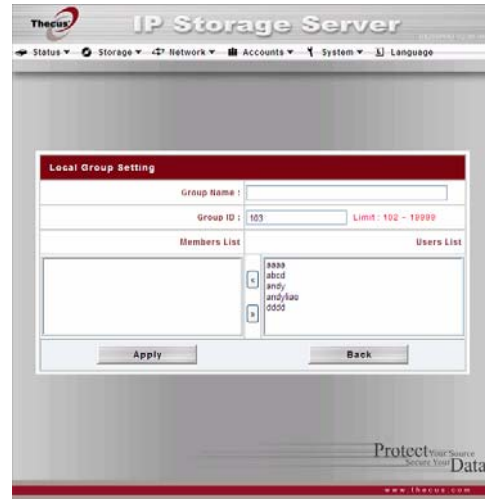 Thecus IP Storage Server
Status Storage Network Accounts System Language
Local Group Setting
Group Name :
Group ID : 103 Limit : 102 - 19999
Members List Users List
aaaa
abcd
<
andy
andyliao
dddd
>
Apply Back
Protect Your Source
Secure Your Data
www.thecus.com